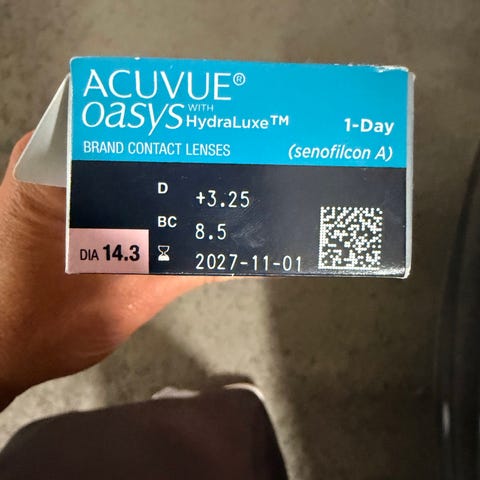 ACUVUE®
oasys WITH HydraLuxe™ 1-Day
BRAND CONTACT LENSES (senofilcon A)
D +3.25
BC 8.5
DIA 14.3 2027-11-01